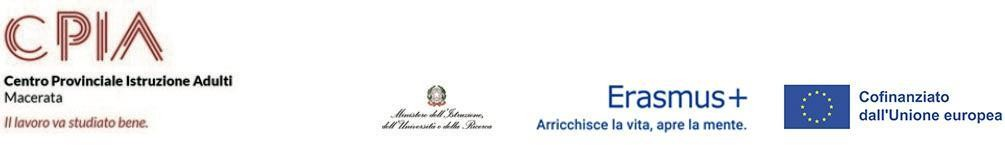 CPIA
Centro Provinciale Istruzione Adulti
Macerata
Il lavoro va studiato bene.
Ministero dell'Istruzione,
dell'Università e della Ricerca
Erasmus+
Arricchisce la vita, apre la mente.
Cofinanziato
dall'Unione europea